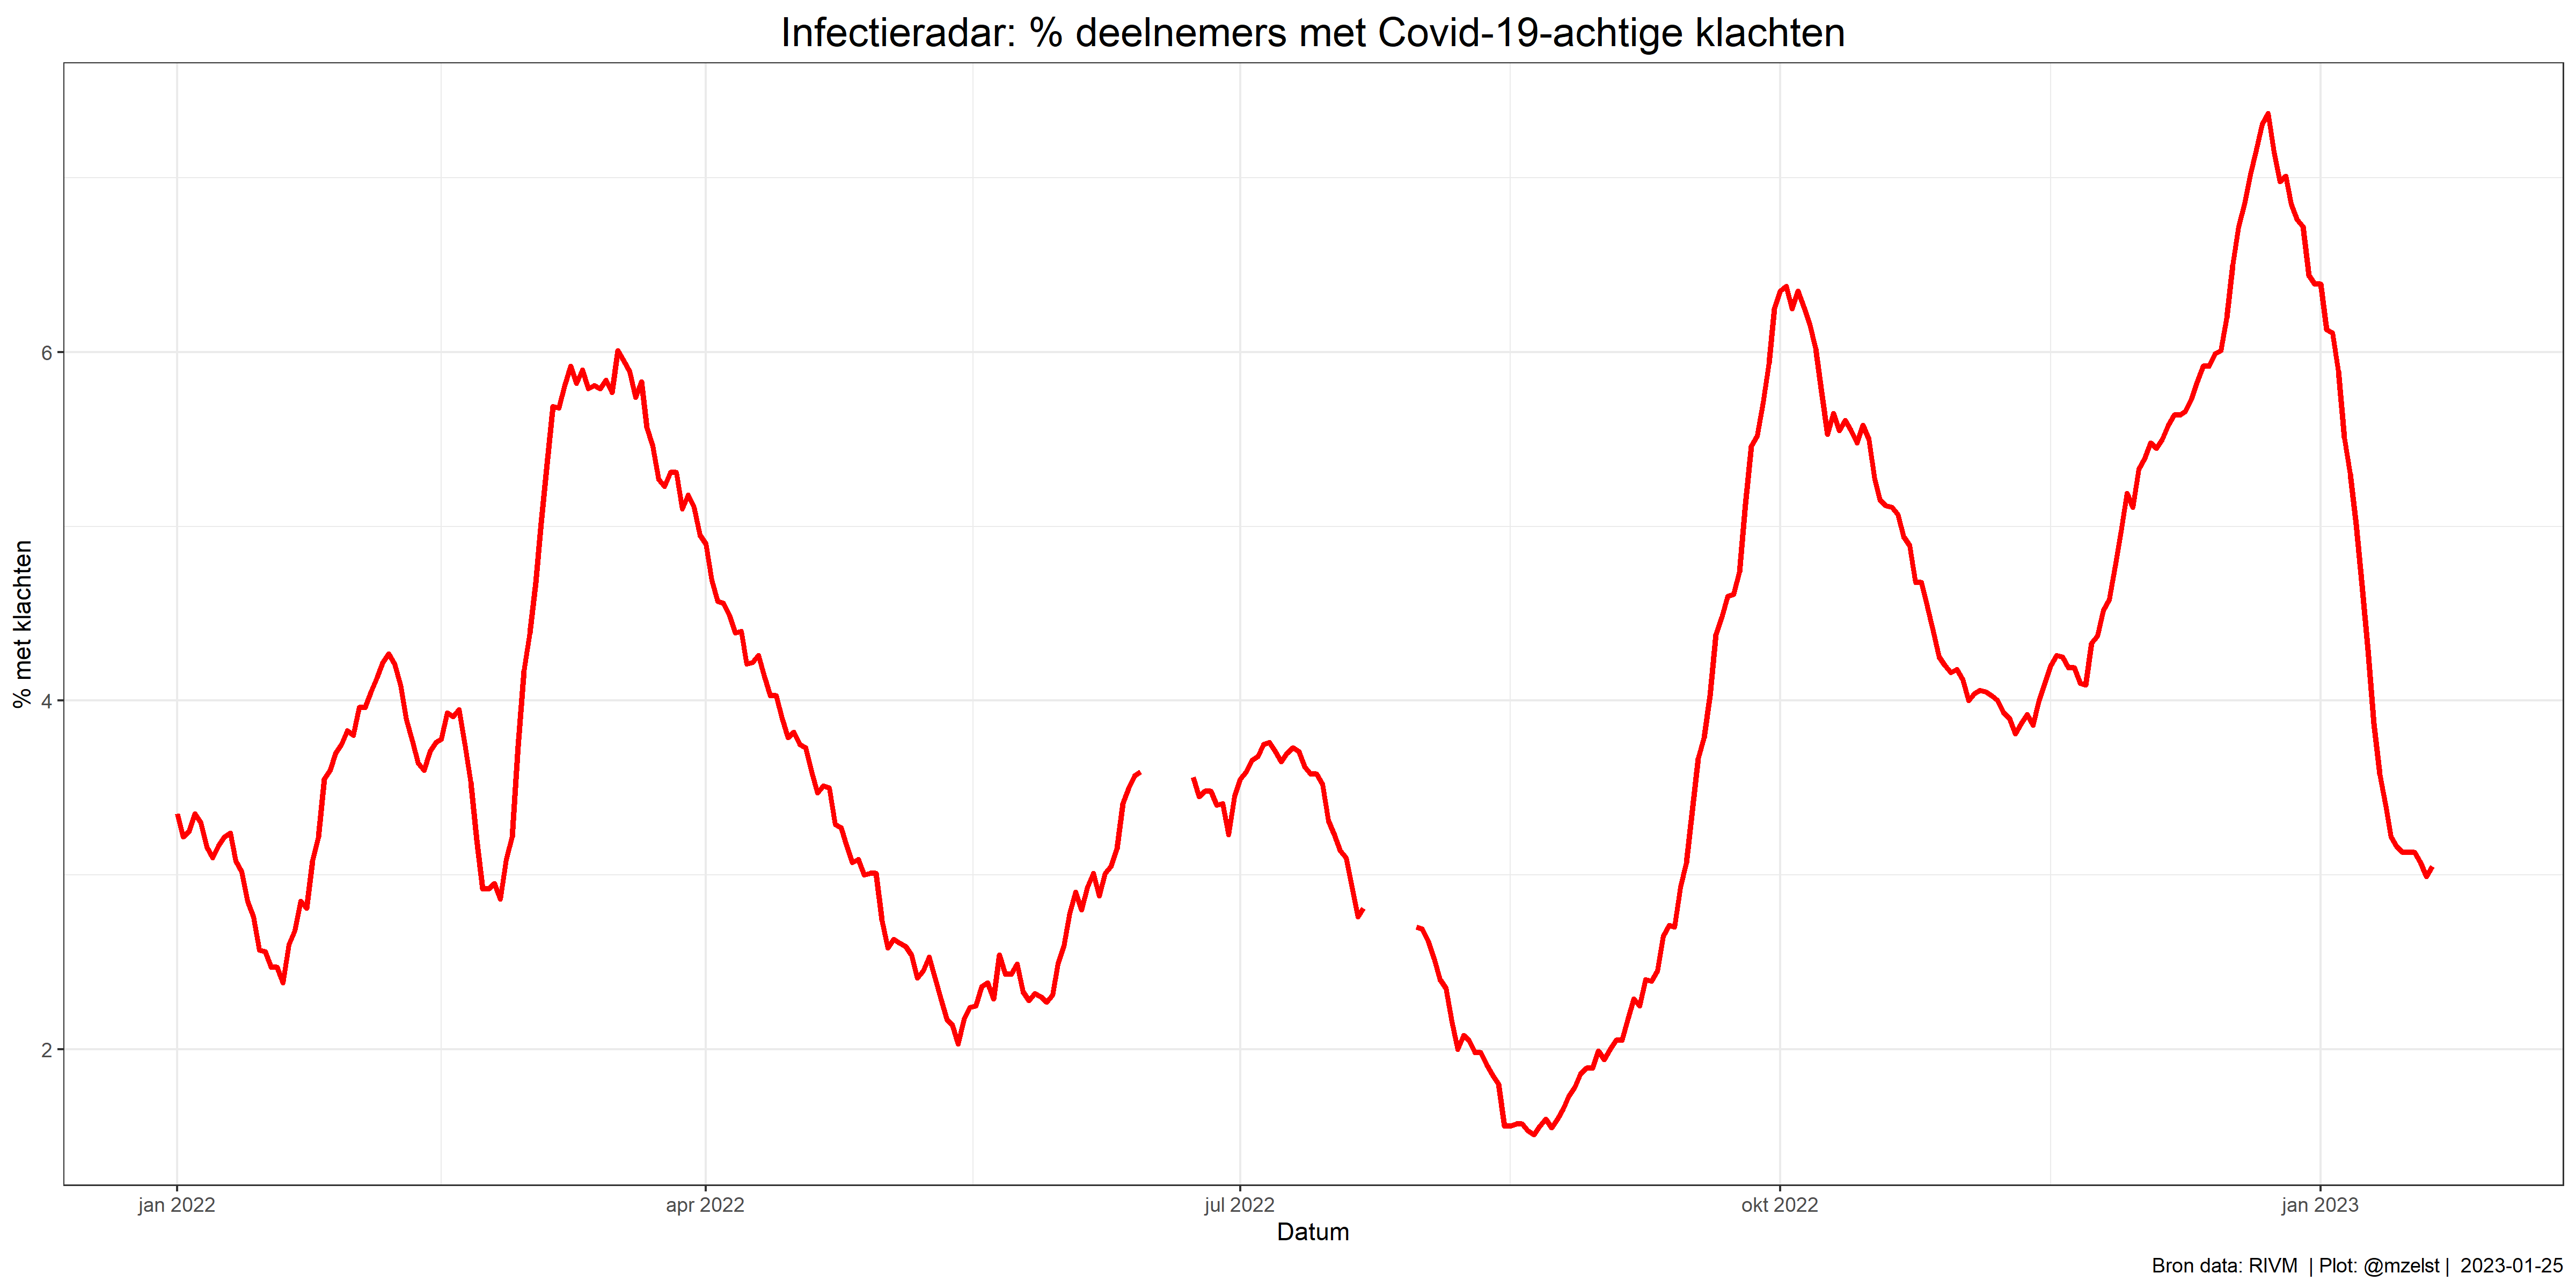 Infectieradar: % deelnemers met Covid-19-achtige klachten
% met klachten
6
4
2
jan 2022
apr 2022
jul 2022
okt 2022
jan 2023
Datum
Bron data: RIVM | Plot: @mzelst | 2023-01-25